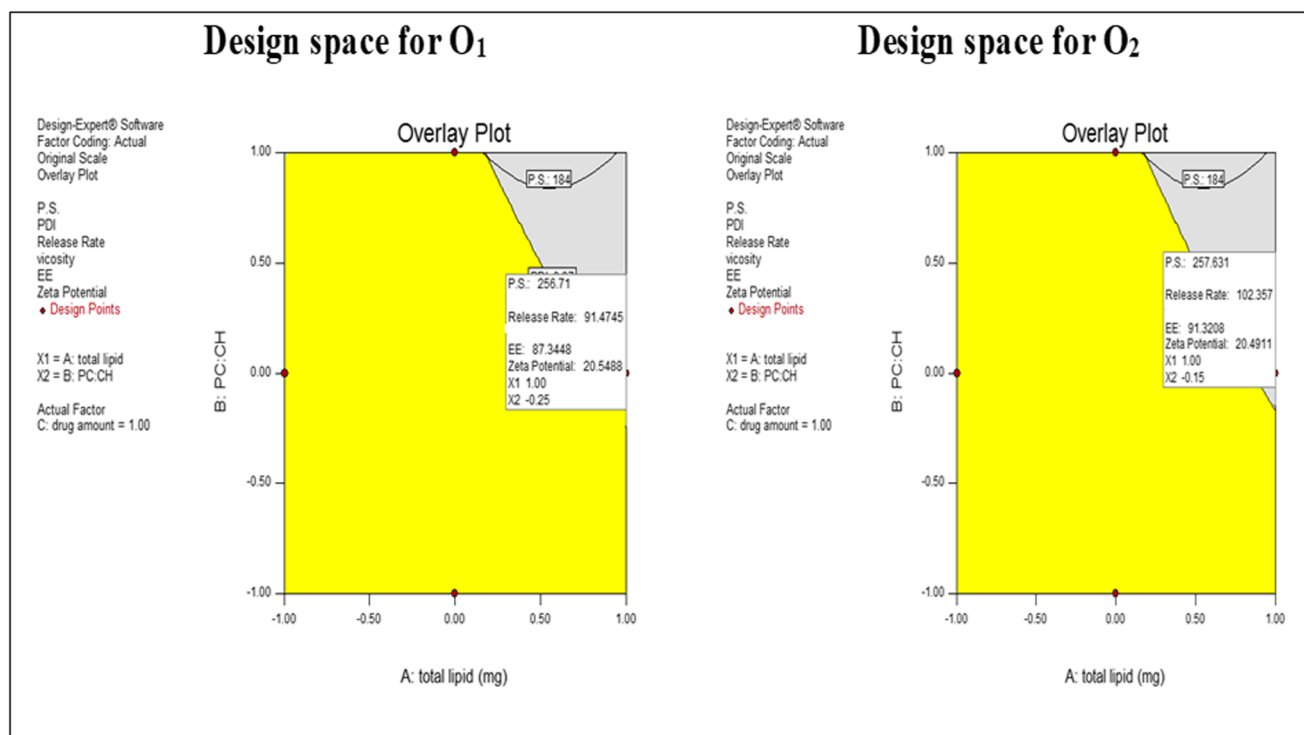 Design space for O1
Design-Expert® Software
Factor Coding: Actual
Original Scale
Overlay Plot
P.S.
PDI
Release Rate
vicosity
EE
Zeta Potential
Design Points
X1 = A: total lipid
X2 = B: PC:CH
Actual Factor
C: drug amount = 1.00
Overlay Plot
1.00
0.50
0.00
-0.50
-1.00
B: PC:CH
P.S.: 184
P.S.: 256.71
Release Rate: 91.4745
EE: 87.3448
Zeta Potential: 20.5488
X1 1.00
X2 -0.25
-1.00 -0.50 0.00 0.50 1.00
A: total lipid (mg)
Design space for O2
Design-Expert® Software
Factor Coding: Actual
Original Scale
Overlay Plot
P.S.
PDI
Release Rate
vicosity
EE
Zeta Potential
Design Points
X1 = A: total lipid
X2 = B: PC:CH
Actual Factor
C: drug amount = 1.00
Overlay Plot
1.00
0.50
0.00
-0.50
-1.00
B: PC:CH
P.S.: 184
P.S.: 257.631
Release Rate: 102.357
EE: 91.3208
Zeta Potential: 20.4911
X1 1.00
X2 -0.15
-1.00 -0.50 0.00 0.50 1.00
A: total lipid (mg)